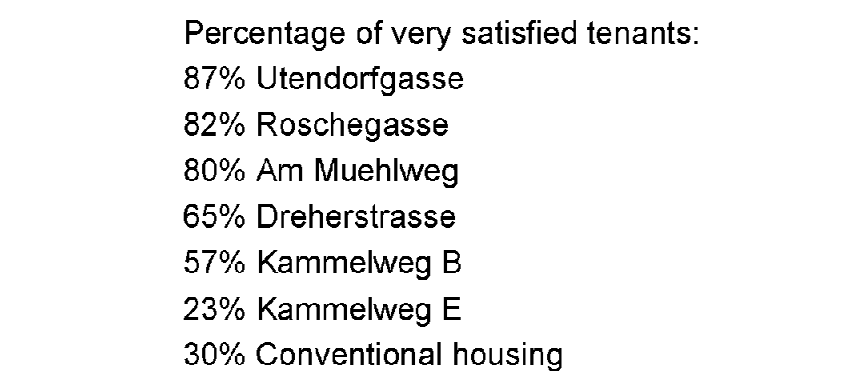 Percentage of very satisfied tenants:
87% Utendorfgasse
82% Roschegasse
80% Am Muehlweg
65% Dreherstrasse
57% Kammelweg B
23% Kammelweg E
30% Conventional housing